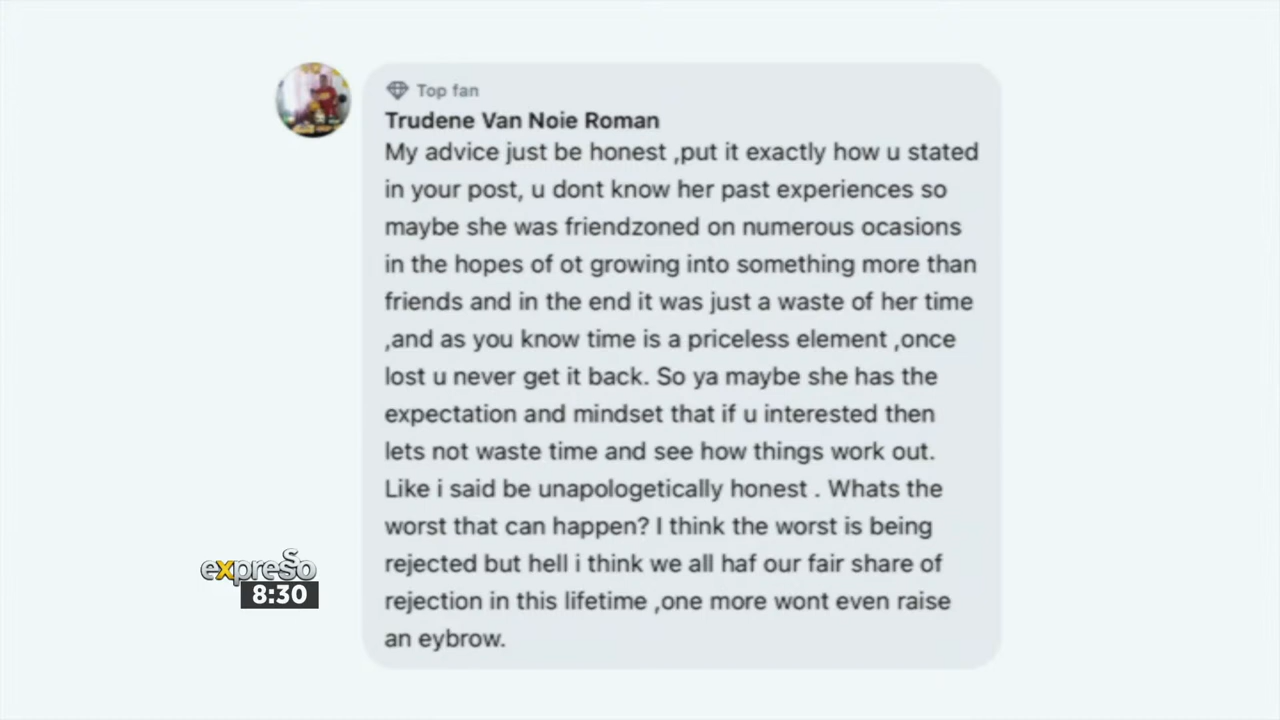 Top fan
Trudene Van Noie Roman
My advice just be honest ,put it exactly how u stated
in your post, u dont know her past experiences so
maybe she was friendzoned on numerous ocasions
in the hopes of ot growing into something more than
friends and in the end it was just a waste of her time
,and as you know time is a priceless element ,once
lost u never get it back. So ya maybe she has the
expectation and mindset that if u interested then
lets not waste time and see how things work out.
Like i said be unapologetically honest . Whats the
worst that can happen? I think the worst is being
rejected but hell i think we all haf our fair share of
rejection in this lifetime ,one more wont even raise
an eybrow.
expresso
8:30